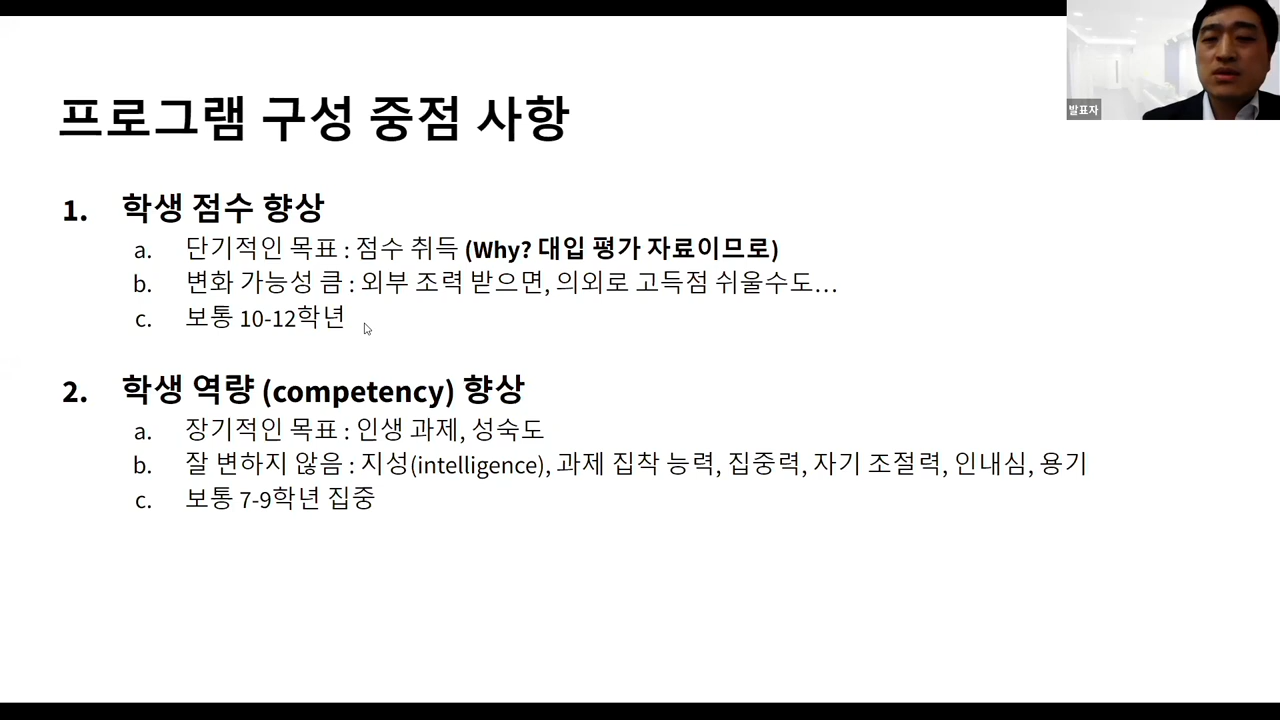 프로그램 구성 중점 사항
발표자
1. 학생 점수 향상
a. 단기적인 목표 : 점수 취득 (Why? 대입 평가 자료이므로)
b. 변화 가능성 큼 : 외부 조력 받으면, 의외로 고득점 쉬울수도...
c. 보통 10-12학년
2. 학생 역량 (competency) 향상
a. 장기적인 목표 : 인생 과제, 성숙도
b. 잘 변하지 않음 : 지성(intelligence), 과제 집착 능력, 집중력, 자기 조절력, 인내심, 용기
c. 보통 7-9학년 집중